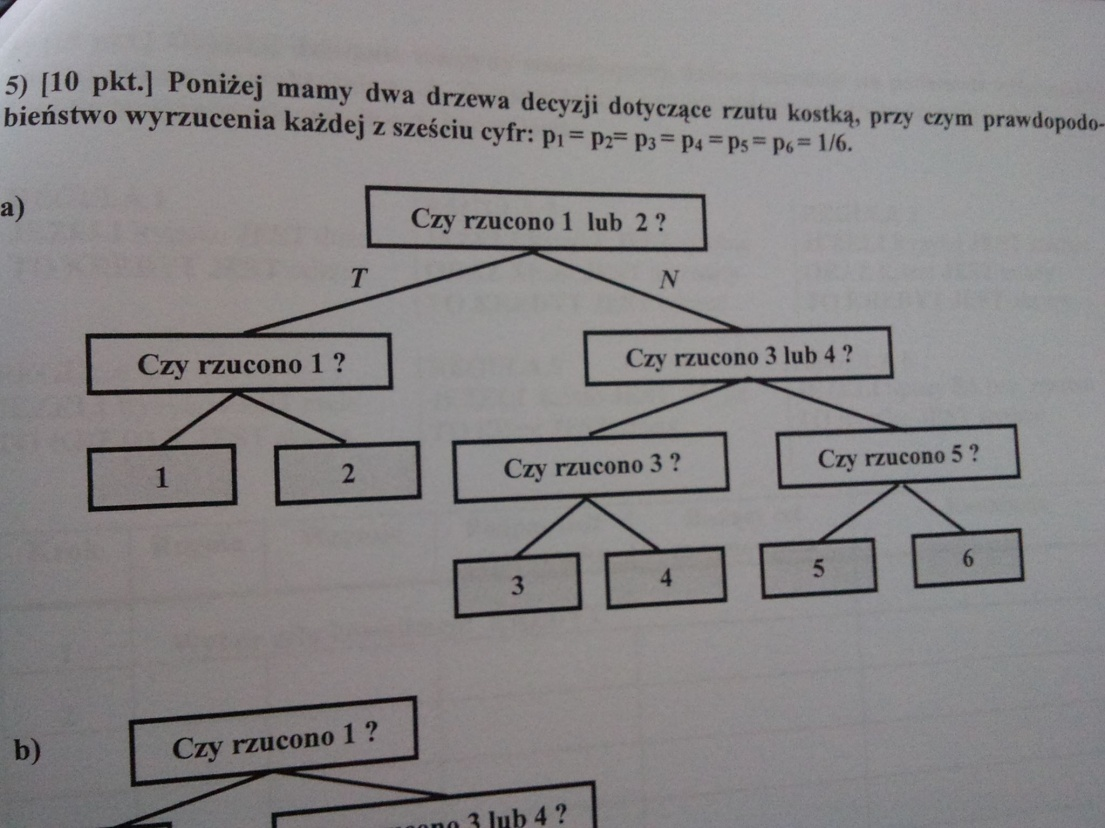 5) [10 pkt.] Poniżej mamy dwa drzewa decyzji dotyczące rzutu kostką, przy czym prawdopodo-
bieństwo wyrzucenia każdej z sześciu cyfr: p₁ = p₂= p₃ = p₄ = p₅ = p₆ = 1/6.
a)
Czy rzucono 1 lub 2 ?
T N
Czy rzucono 1 ?
Czy rzucono 3 lub 4 ?
1
2
Czy rzucono 3 ?
Czy rzucono 5 ?
3
4
5
6
b)
Czy rzucono 1 ?
3 lub 4 ?